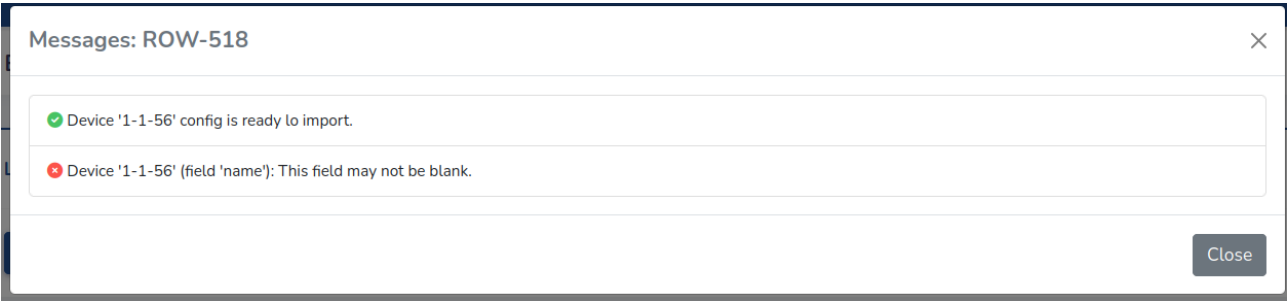 Messages: ROW-518
Device '1-1-56' config is ready lo import.
Device '1-1-56' (field 'name'): This field may not be blank.
Close